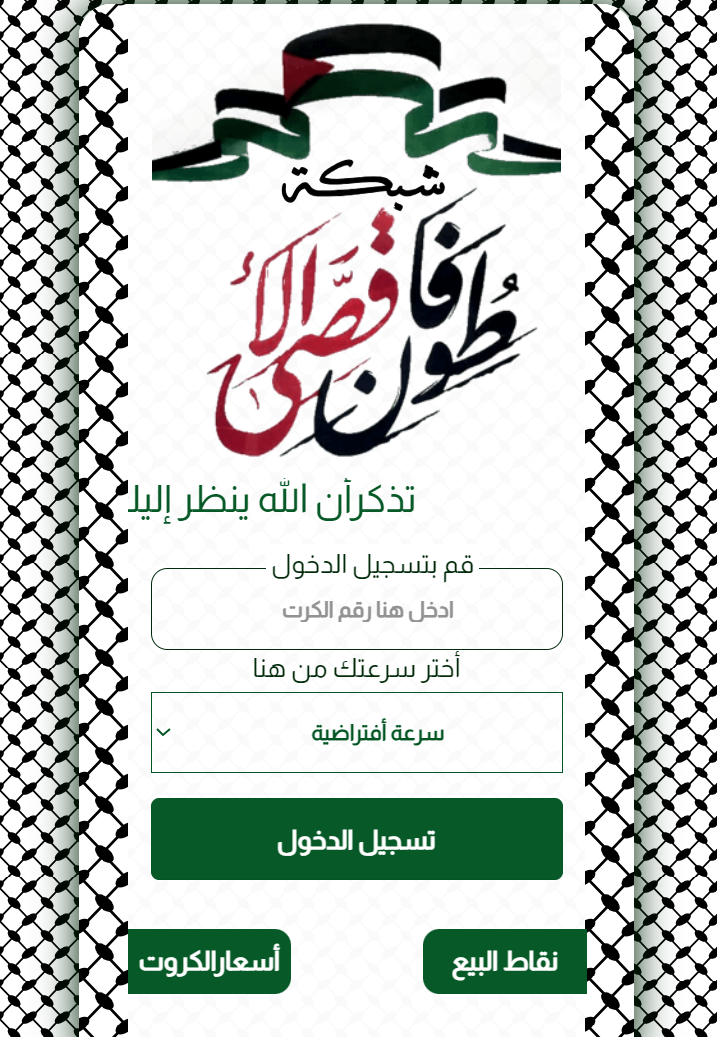 شبكة
طوفان
الأقصى
تذكرأن الله ينظر إليك
قم بتسجيل الدخول
ادخل هنا رقم الكرت
أختر سرعتك من هنا
سرعة أفتراضية
تسجيل الدخول
نقاط البيع
أسعارالكروت